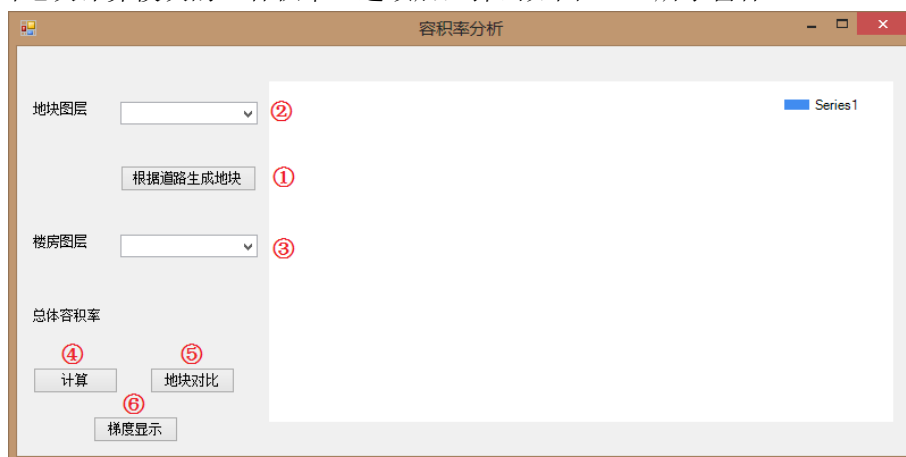 容积率分析
地块图层
②
Series1
根据道路生成地块
①
楼房图层
③
总体容积率
④
⑤
计算
地块对比
⑥
梯度显示